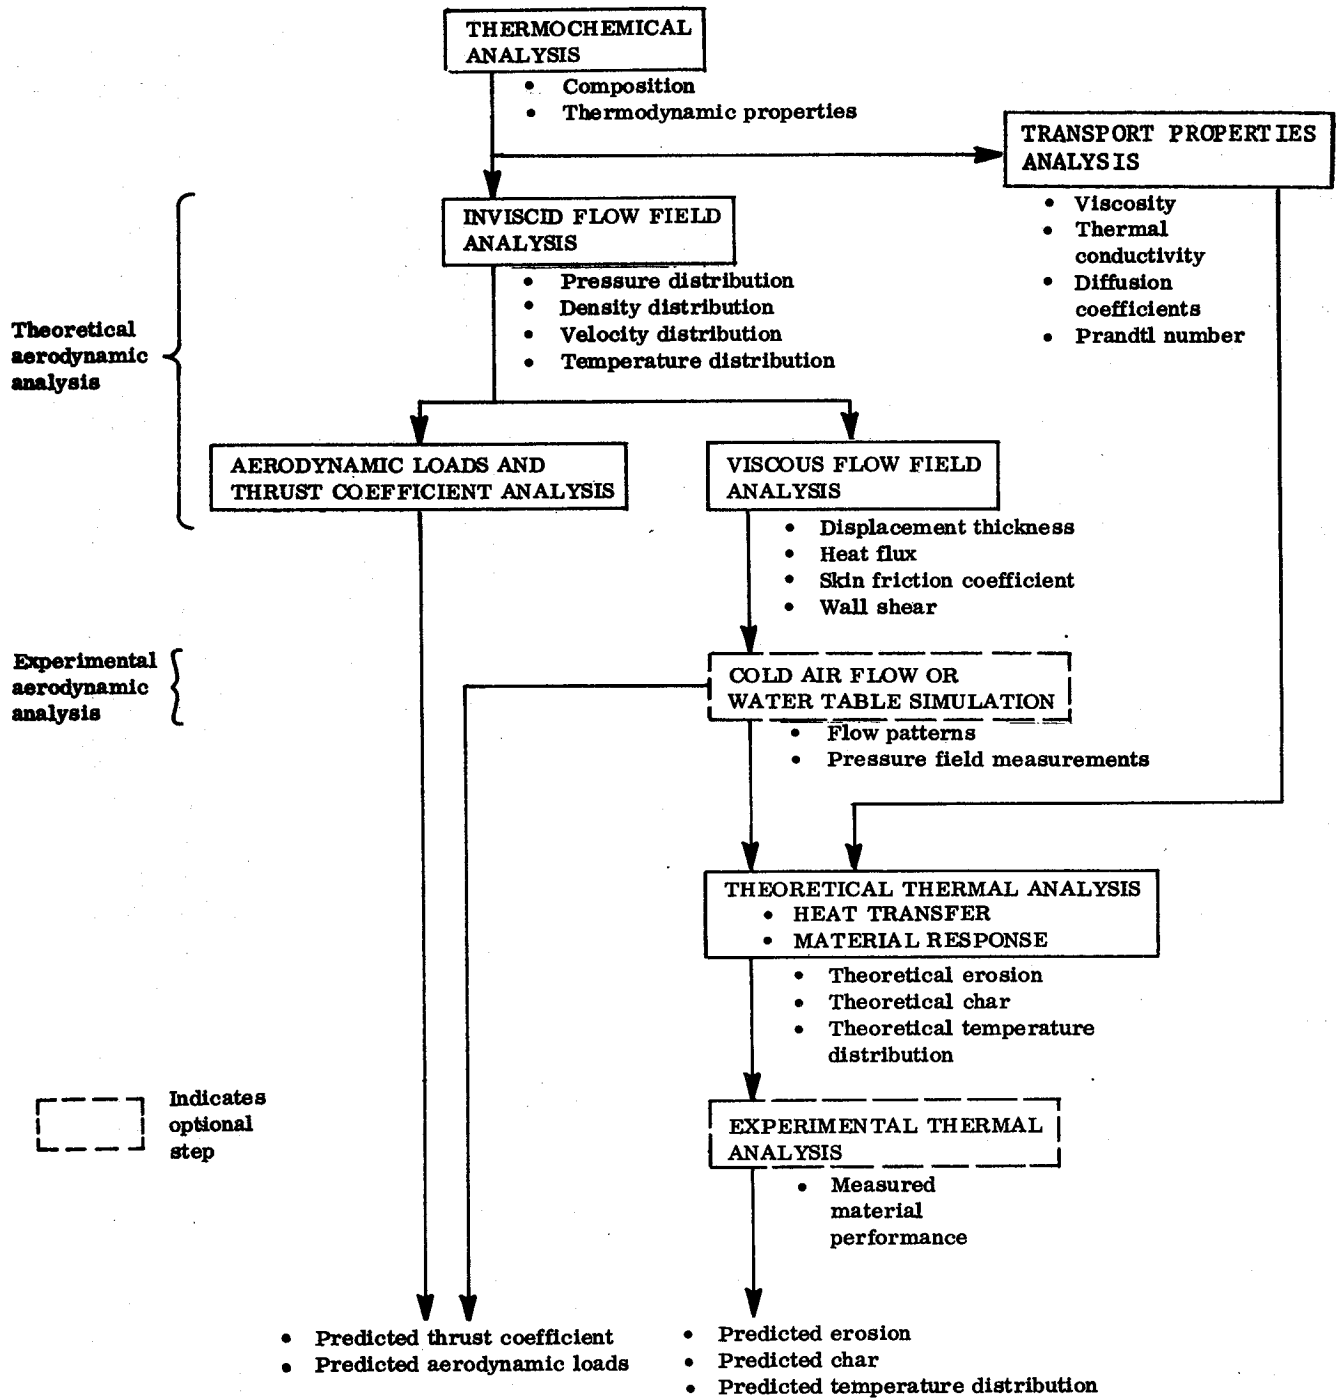 THERMOCHEMICAL
ANALYSIS
• Composition
• Thermodynamic properties
TRANSPORT PROPERTIES
ANALYSIS
• Viscosity
• Thermal
conductivity
• Diffusion
coefficients
• Prandtl number
INVISCID FLOW FIELD
ANALYSIS
• Pressure distribution
• Density distribution
• Velocity distribution
• Temperature distribution
Theoretical
aerodynamic
analysis
AERODYNAMIC LOADS AND
THRUST COEFFICIENT ANALYSIS
VISCOUS FLOW FIELD
ANALYSIS
• Displacement thickness
• Heat flux
• Skin friction coefficient
• Wall shear
Experimental
aerodynamic
analysis
COLD AIR FLOW OR
WATER TABLE SIMULATION
• Flow patterns
• Pressure field measurements
THEORETICAL THERMAL ANALYSIS
• HEAT TRANSFER
• MATERIAL RESPONSE
• Theoretical erosion
• Theoretical char
• Theoretical temperature
distribution
Indicates
optional
step
EXPERIMENTAL THERMAL
ANALYSIS
• Measured
material
performance
• Predicted thrust coefficient
• Predicted aerodynamic loads
• Predicted erosion
• Predicted char
• Predicted temperature distribution